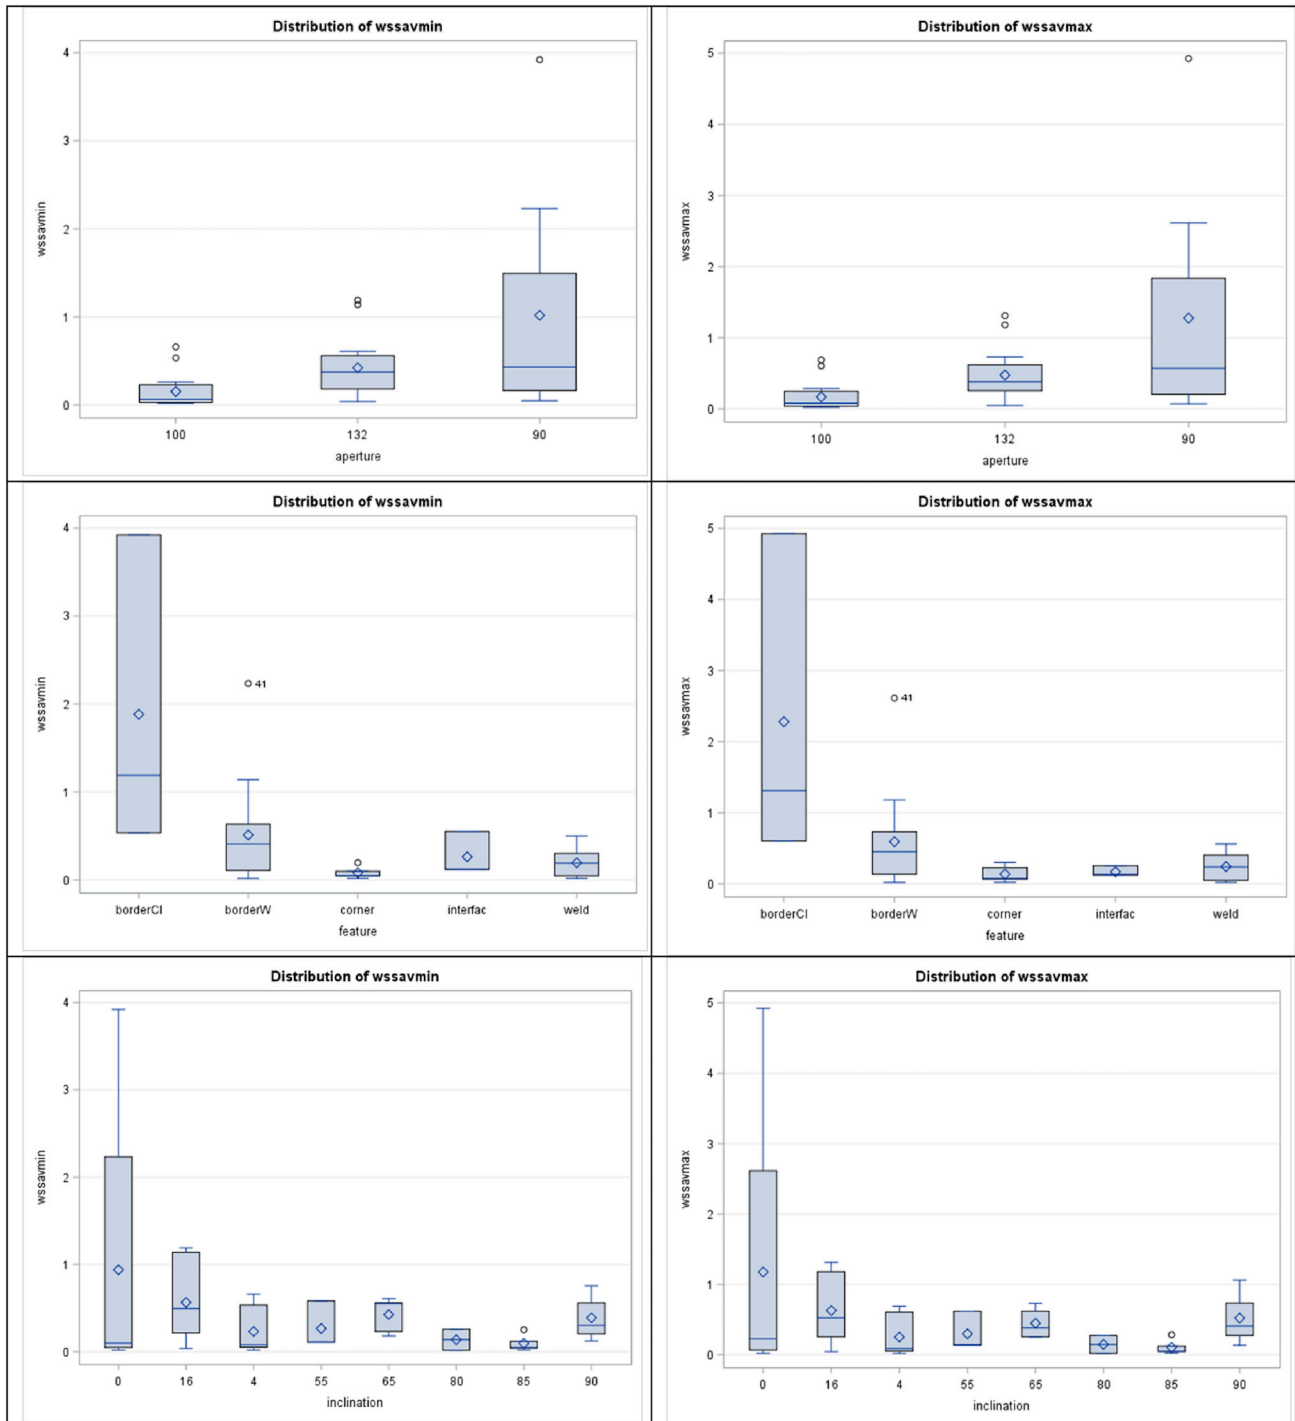 Distribution of wssavmin
4
3
2
1
0
wssavmin
100 132 90
aperture
Distribution of wssavmax
5
4
3
2
1
0
wssavmax
100 132 90
aperture
Distribution of wssavmin
4
3
2
1
0
wssavmin
41
borderCl borderW corner interfac weld
feature
Distribution of wssavmax
5
4
3
2
1
0
wssavmax
41
borderCl borderW corner interfac weld
feature
Distribution of wssavmin
4
3
2
1
0
wssavmin
0 16 4 55 65 80 85 90
inclination
Distribution of wssavmax
5
4
3
2
1
0
wssavmax
0 16 4 55 65 80 85 90
inclination